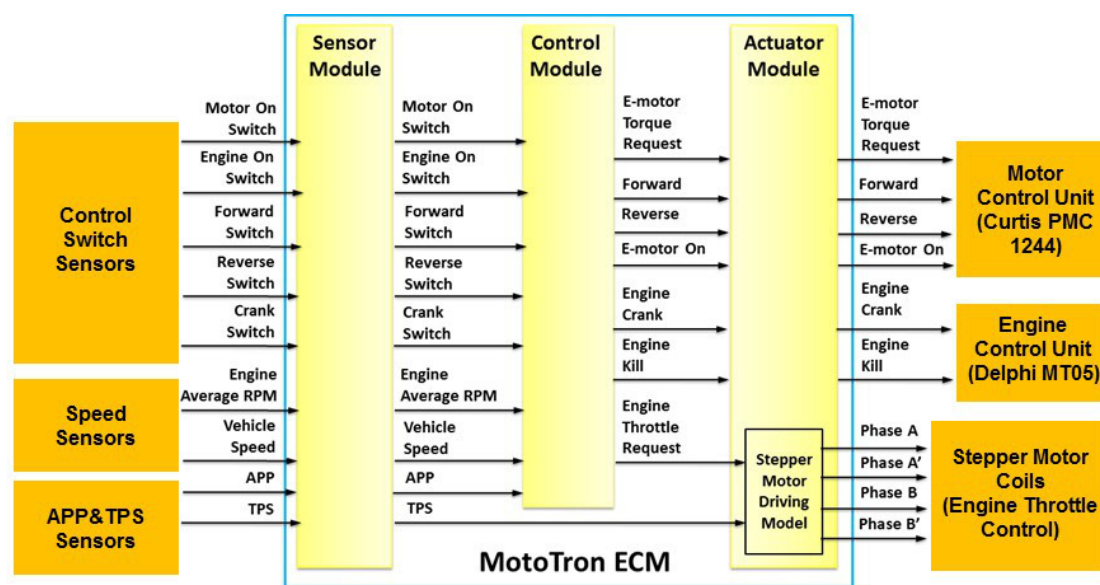 Sensor
Module
Control
Module
Actuator
Module
Control
Switch
Sensors
Speed
Sensors
APP&TPS
Sensors
Motor On
Switch
Engine On
Switch
Forward
Switch
Reverse
Switch
Crank
Switch
Engine
Average RPM
Vehicle
Speed
APP
TPS
Motor On
Switch
Engine On
Switch
Forward
Switch
Reverse
Switch
Crank
Switch
Engine
Average RPM
Vehicle
Speed
APP
TPS
E-motor
Torque
Request
Forward
Reverse
E-motor On
Engine
Crank
Engine
Kill
Engine
Throttle
Request
Stepper
Motor
Driving
Model
E-motor
Torque
Request
Forward
Reverse
E-motor On
Engine
Crank
Engine
Kill
Phase A
Phase A’
Phase B
Phase B’
Motor
Control Unit
(Curtis PMC
1244)
Engine
Control Unit
(Delphi MT05)
Stepper Motor
Coils
(Engine Throttle
Control)
MotoTron ECM